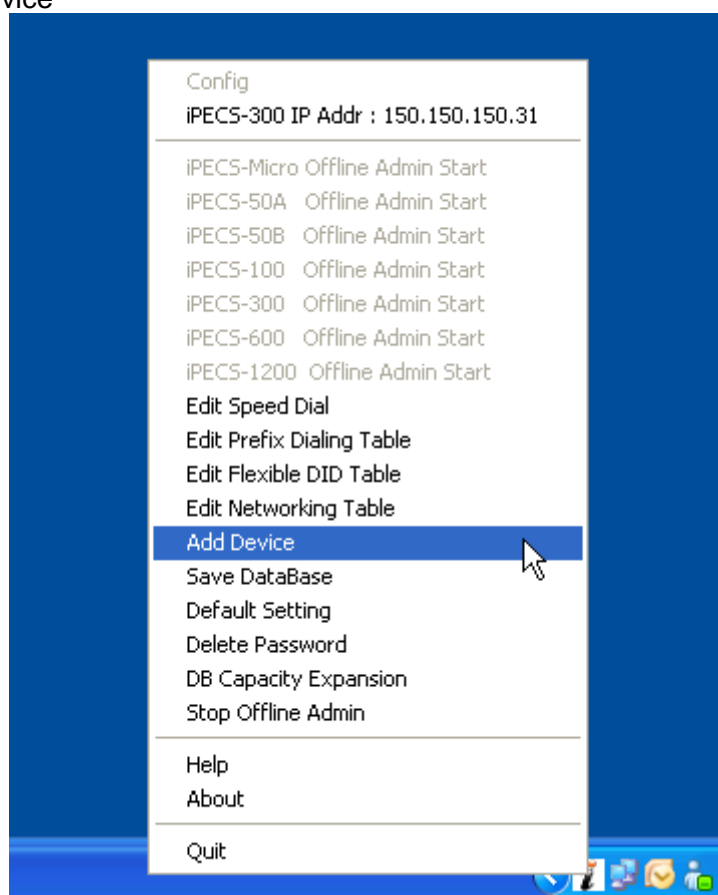 vice
Config
iPECS-300 IP Addr : 150.150.150.31
iPECS-Micro Offline Admin Start
iPECS-50A Offline Admin Start
iPECS-50B Offline Admin Start
iPECS-100 Offline Admin Start
iPECS-300 Offline Admin Start
iPECS-600 Offline Admin Start
iPECS-1200 Offline Admin Start
Edit Speed Dial
Edit Prefix Dialing Table
Edit Flexible DID Table
Edit Networking Table
Add Device
Save DataBase
Default Setting
Delete Password
DB Capacity Expansion
Stop Offline Admin
Help
About
Quit